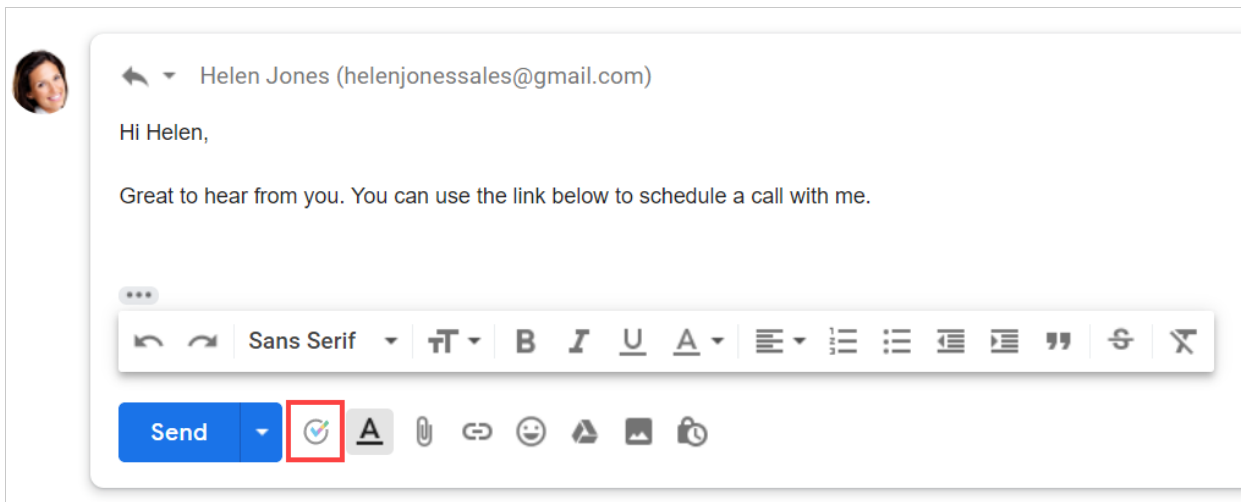 Helen Jones (helenjonessales@gmail.com)
Hi Helen,
Great to hear from you. You can use the link below to schedule a call with me.
Sans Serif
Send